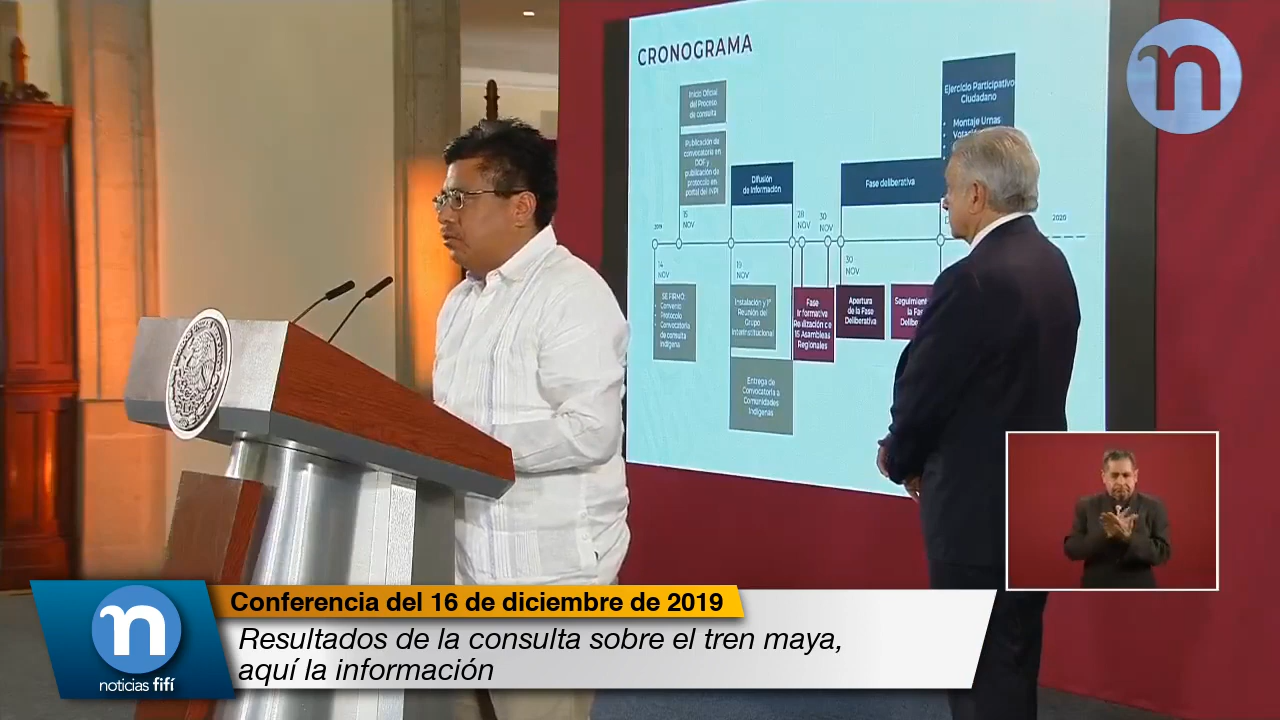 CRONOGRAMA
Inicio Oficial
del Proceso
de consulta
Publicación de
convocatoria en
DOF y
publicación de
protocolo en
portal del INPI
Difusión
de Información
Fase deliberativa
Ejercicio Participativo
Ciudadano
• Montaje Urnas
2019
15
NOV
28
NOV
30
NOV
2020
14
NOV
19
NOV
30
NOV
SE FIRMÓ:
• Convenio
• Protocolo
• Convocatoria
de consulta
Indígena
Instalación y 1ª
Reunión del
Grupo
Interinstitucional
Fase
Informativa
Realización de
15 Asambleas
Regionales
Apertura
de la Fase
Deliberativa
Entrega de
Convocatoria a
Comunidades
Indígenas
n
Conferencia del 16 de diciembre de 2019
Resultados de la consulta sobre el tren maya,
aquí la información
n
noticias fifí